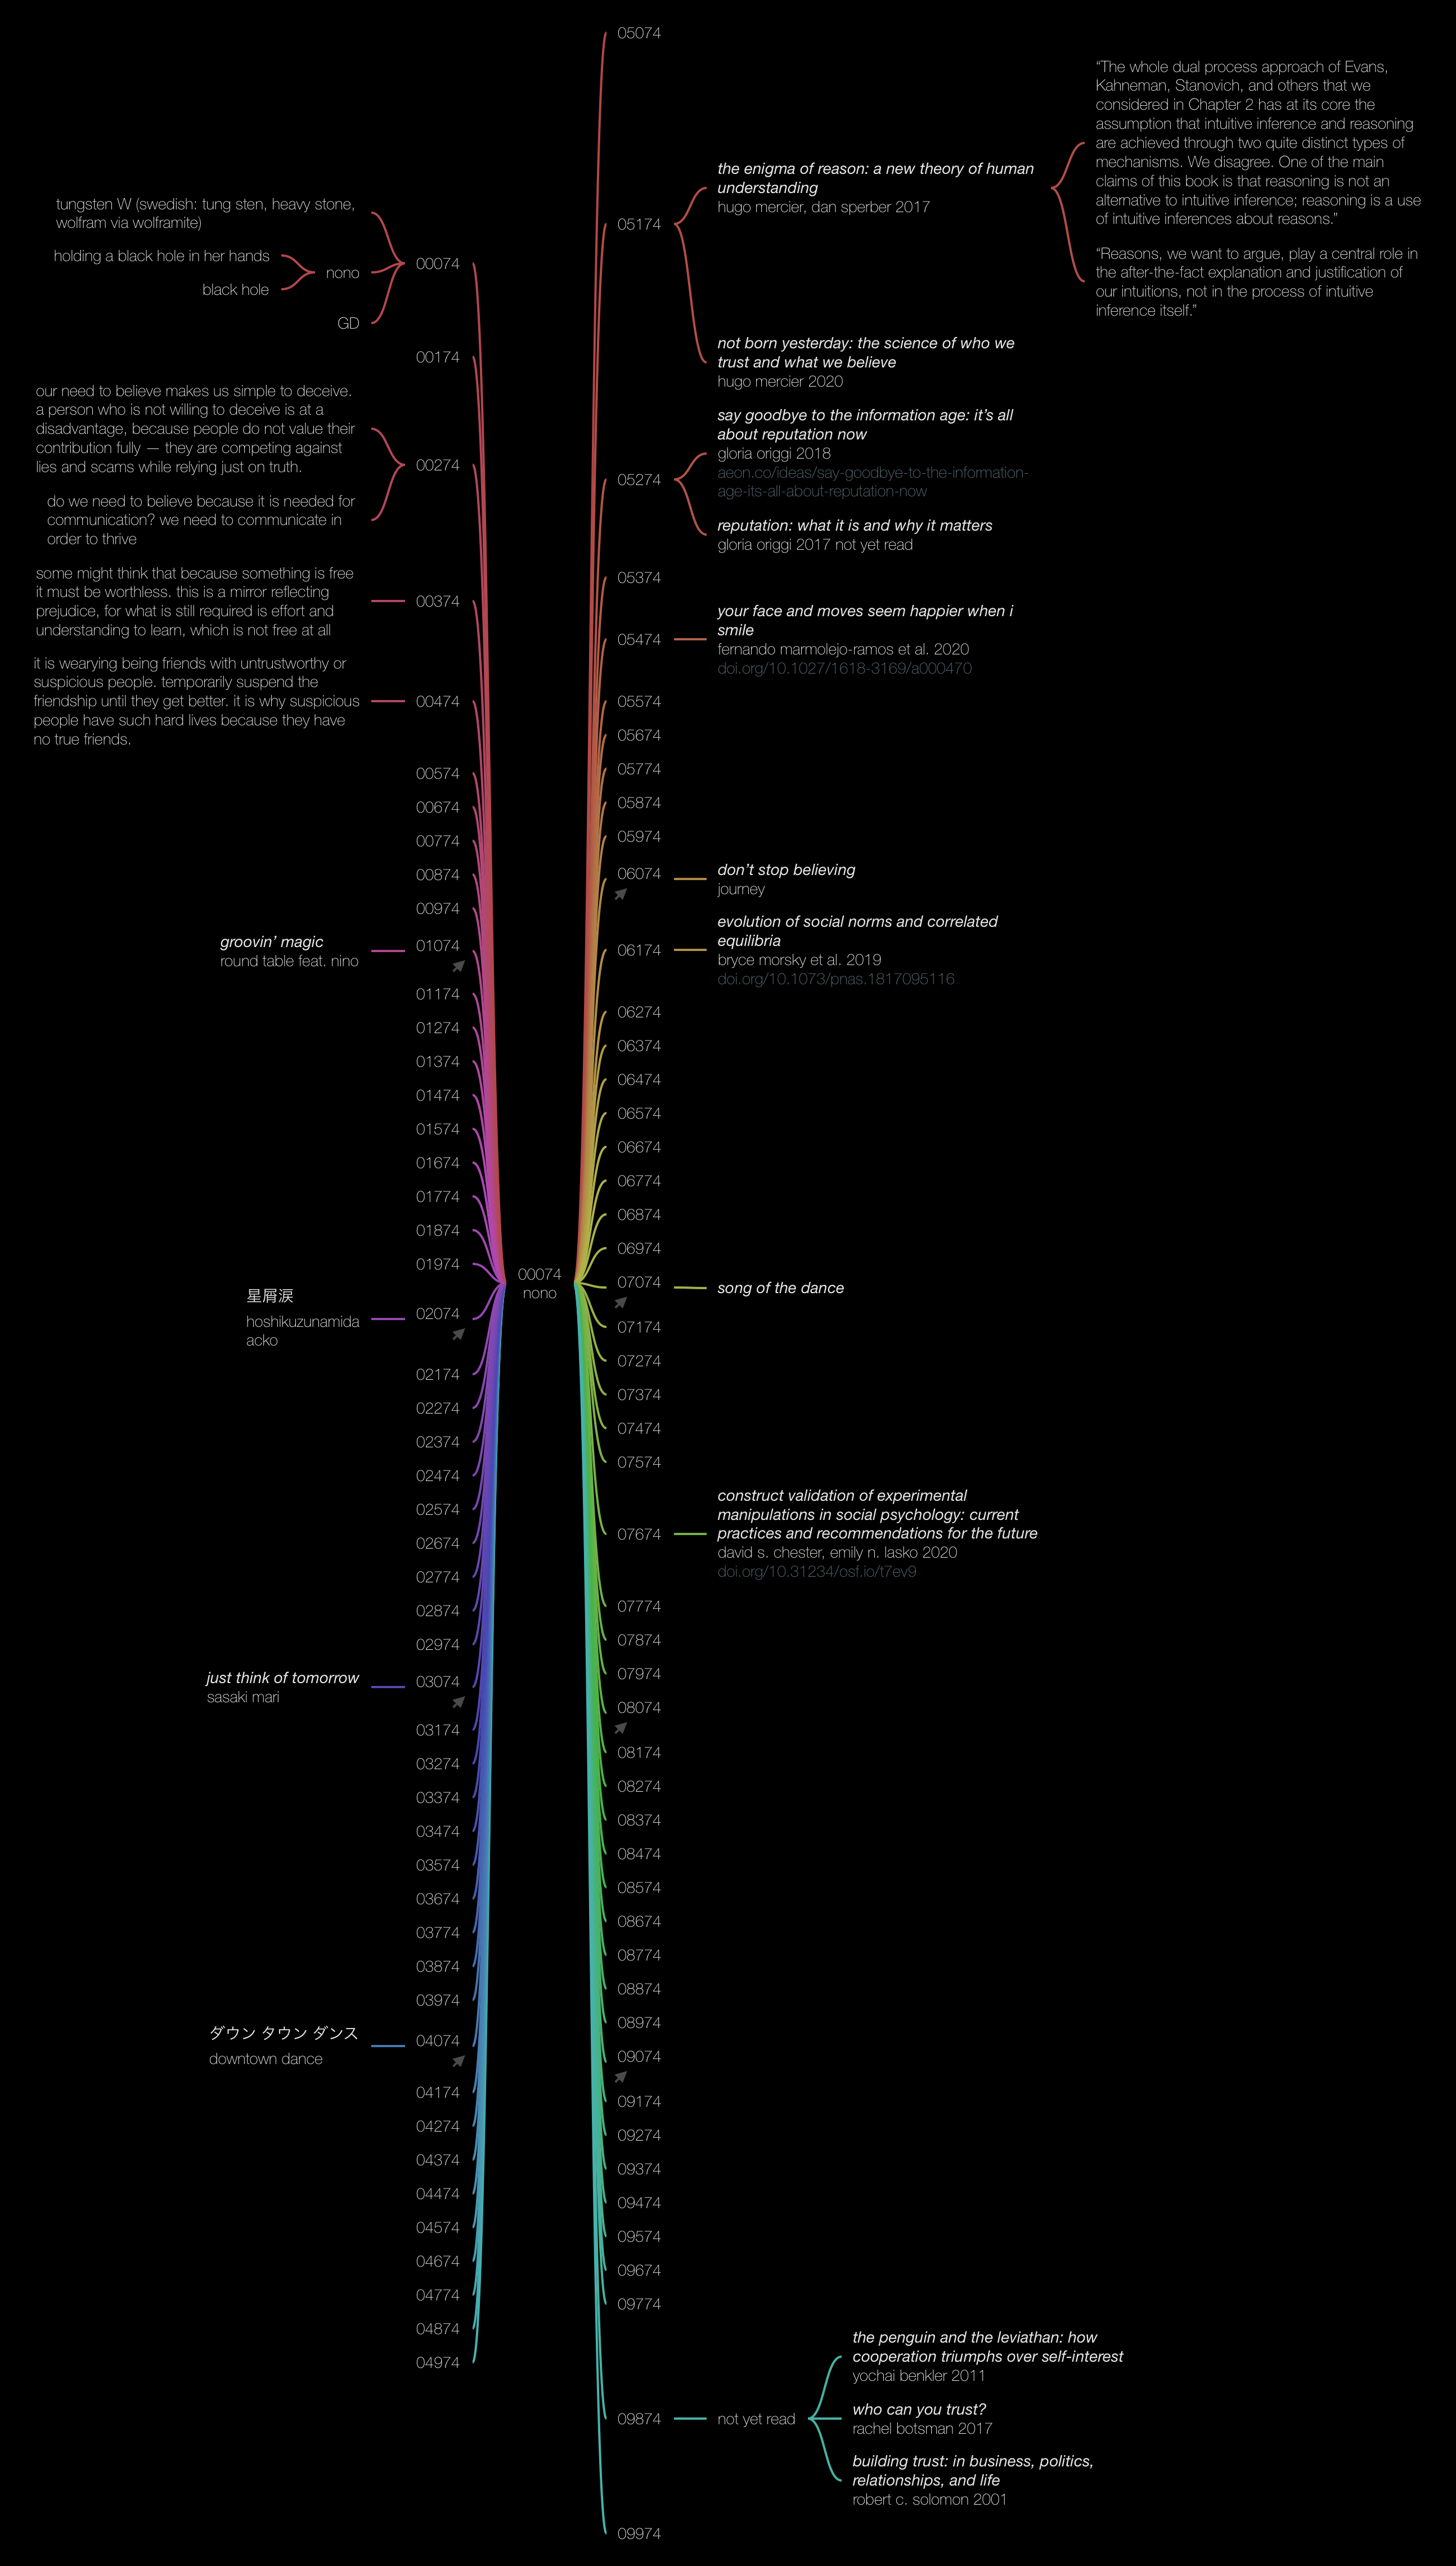 tungsten W (swedish: tung sten, heavy stone,
wolfram via wolframite)
holding a black hole in her hands
black hole
nono
GD
00074
00174
our need to believe makes us simple to deceive.
a person who is not willing to deceive is at a
disadvantage, because people do not value their
contribution fully — they are competing against
lies and scams while relying just on truth.
do we need to believe because it is needed for
communication? we need to communicate in
order to thrive
00274
some might think that because something is free
it must be worthless. this is a mirror reflecting
prejudice, for what is still required is effort and
understanding to learn, which is not free at all
00374
it is wearying being friends with untrustworthy or
suspicious people. temporarily suspend the
friendship until they get better. it is why suspicious
people have such hard lives because they have
no true friends.
00474
00574
00674
00774
00874
00974
groovin’ magic
round table feat. nino
01074
01174
01274
01374
01474
01574
01674
01774
01874
01974
星屑涙
hoshikuzunamida
acko
02074
02174
02274
02374
02474
02574
02674
02774
02874
02974
just think of tomorrow
sasaki mari
03074
03174
03274
03374
03474
03574
03674
03774
03874
03974
ダウン タウン ダンス
downtown dance
04074
04174
04274
04374
04474
04574
04674
04774
04874
04974
00074
nono
05074
05174
the enigma of reason: a new theory of human
understanding
hugo mercier, dan sperber 2017
“The whole dual process approach of Evans,
Kahneman, Stanovich, and others that we
considered in Chapter 2 has at its core the
assumption that intuitive inference and reasoning
are achieved through two quite distinct types of
mechanisms. We disagree. One of the main
claims of this book is that reasoning is not an
alternative to intuitive inference; reasoning is a use
of intuitive inferences about reasons.”
“Reasons, we want to argue, play a central role in
the after-the-fact explanation and justification of
our intuitions, not in the process of intuitive
inference itself.”
not born yesterday: the science of who we
trust and what we believe
hugo mercier 2020
05274
say goodbye to the information age: it’s all
about reputation now
gloria origgi 2018
aeon.co/ideas/say-goodbye-to-the-information-
age-its-all-about-reputation-now
reputation: what it is and why it matters
gloria origgi 2017 not yet read
05374
05474
your face and moves seem happier when i
smile
fernando marmolejo-ramos et al. 2020
doi.org/10.1027/1618-3169/a000470
05574
05674
05774
05874
05974
06074
don’t stop believing
journey
06174
evolution of social norms and correlated
equilibria
bryce morsky et al. 2019
doi.org/10.1073/pnas.1817095116
06274
06374
06474
06574
06674
06774
06874
06974
07074
song of the dance
07174
07274
07374
07474
07574
07674
construct validation of experimental
manipulations in social psychology: current
practices and recommendations for the future
david s. chester, emily n. lasko 2020
doi.org/10.31234/osf.io/t7ev9
07774
07874
07974
08074
08174
08274
08374
08474
08574
08674
08774
08874
08974
09074
09174
09274
09374
09474
09574
09674
09774
09874
not yet read
the penguin and the leviathan: how
cooperation triumphs over self-interest
yochai benkler 2011
who can you trust?
rachel botsman 2017
building trust: in business, politics,
relationships, and life
robert c. solomon 2001
09974